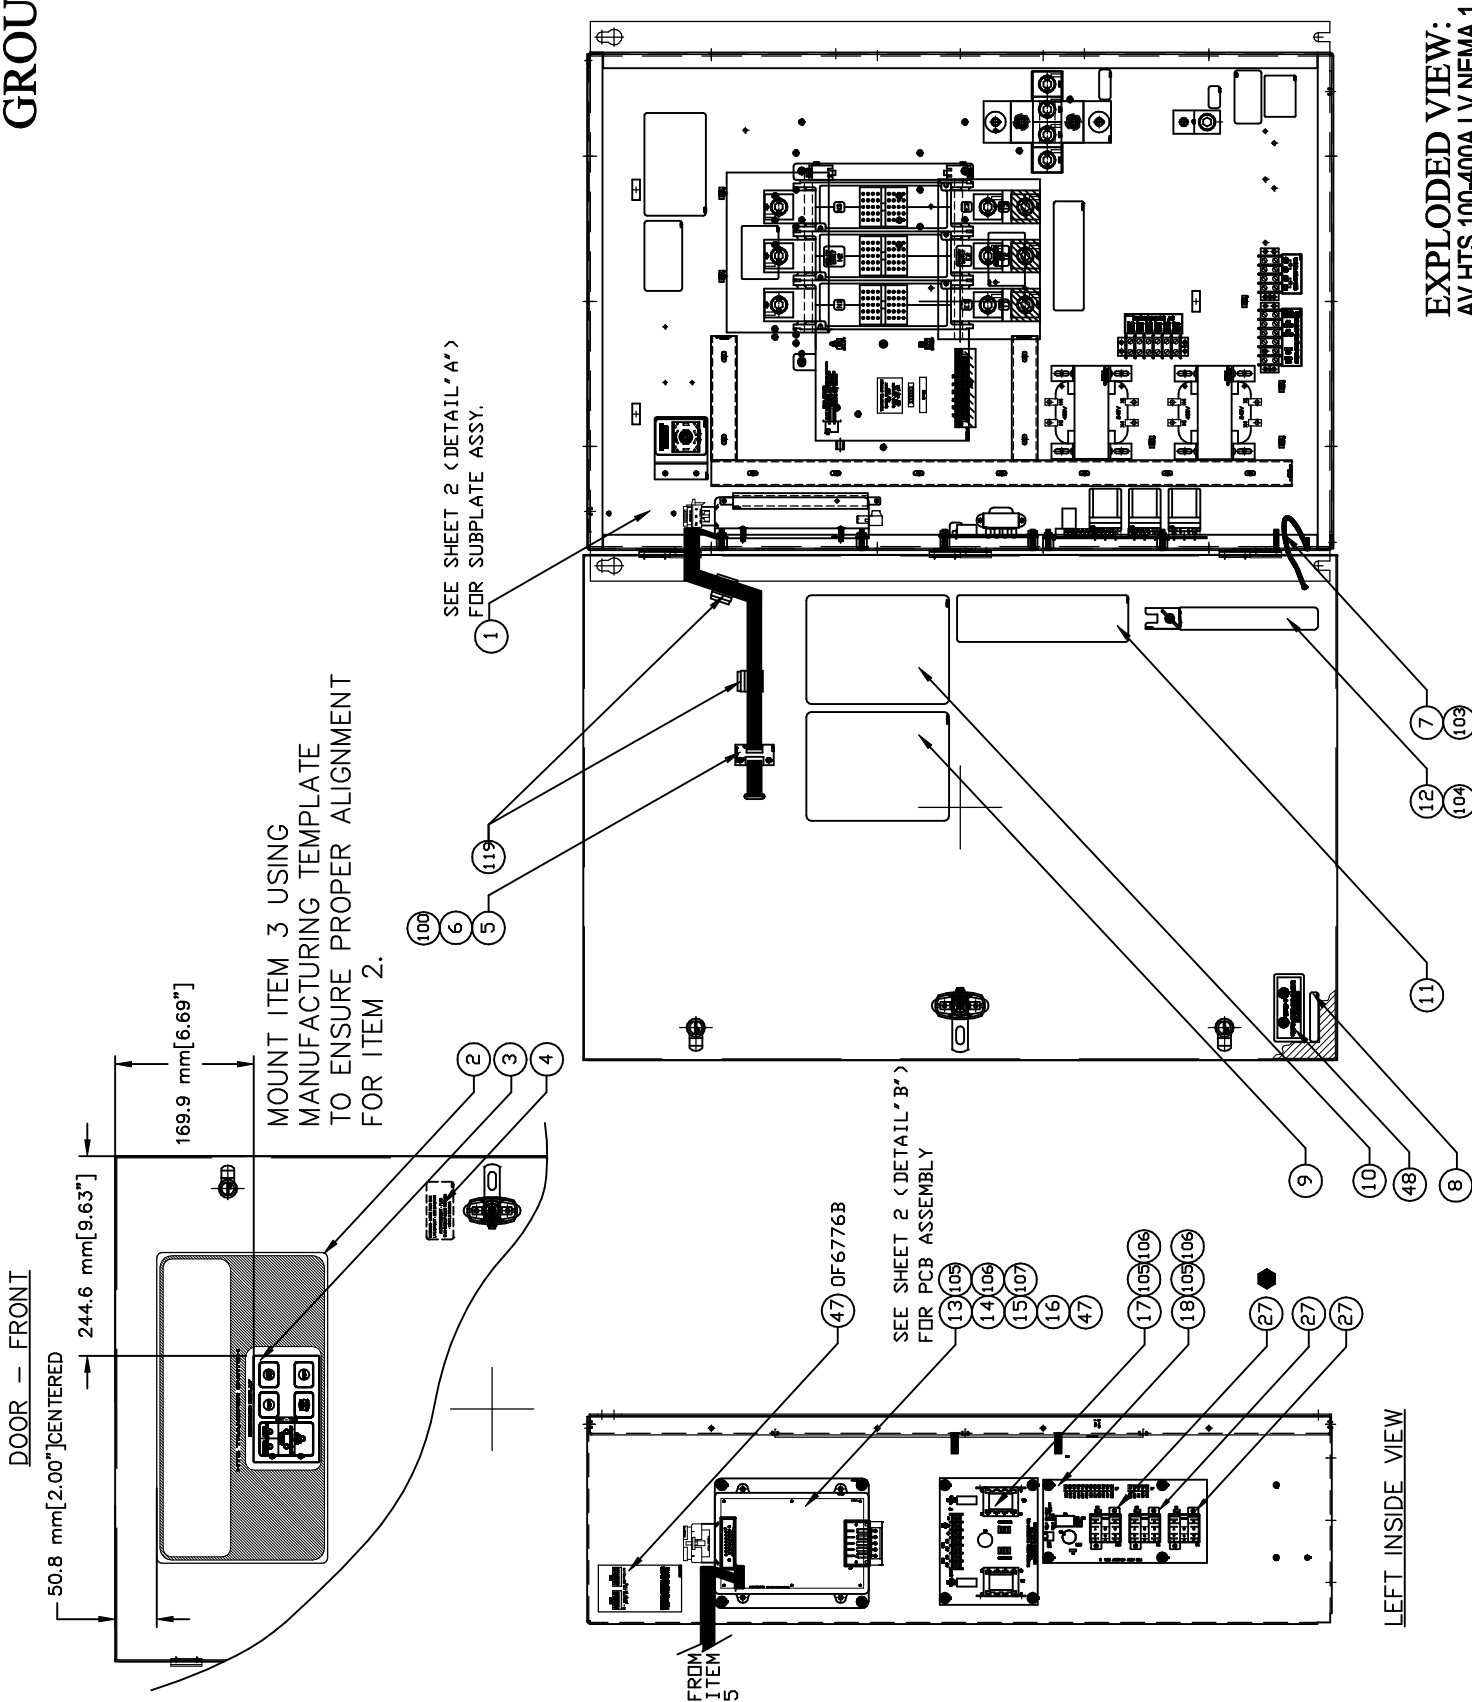 GROU
EXPLODED VIEW:
AV HTS 100-400A LV NEMA 1
DOOR – FRONT
50.8 mm[2.00"]CENTERED
244.6 mm[9.63"]
169.9 mm[6.69"]
MOUNT ITEM 3 USING
MANUFACTURING TEMPLATE
TO ENSURE PROPER ALIGNMENT
FOR ITEM 2.
2
3
4
SEE SHEET 2 (DETAIL'A')
FOR SUBPLATE ASSY.
1
119
100
6
5
7
103
12
104
11
9
10
48
8
47 0F6776B
SEE SHEET 2 (DETAIL'B')
FOR PCB ASSEMBLY
13 105
14 106
15 107
16
47
17 105 106
18 105 106
27
27
27
FROM
ITEM
5
LEFT INSIDE VIEW